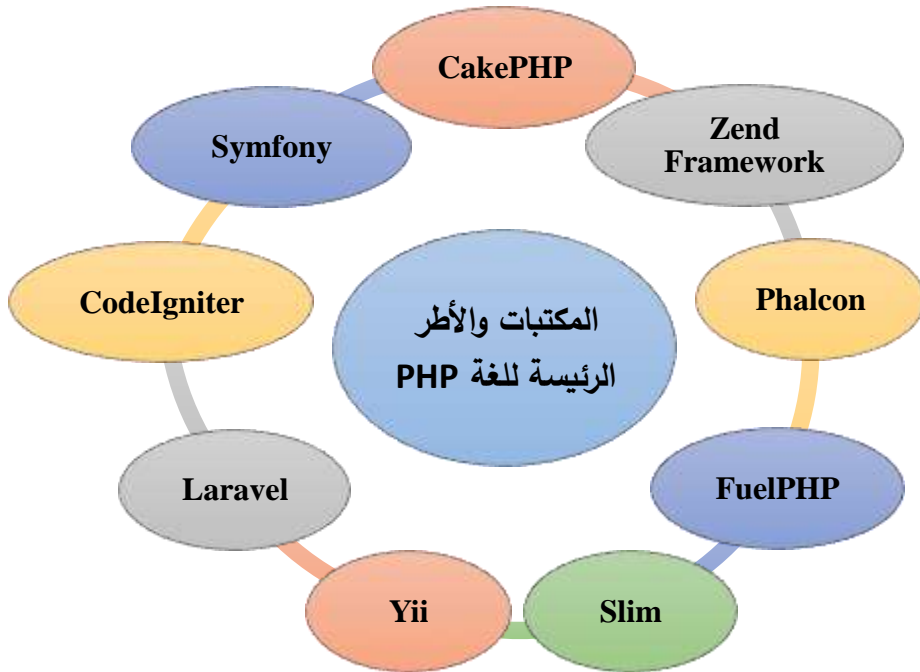 CakePHP
Zend
Framework
Symfony
CodeIgniter
Phalcon
المكتبات والأطر
الرئيسة للغة PHP
Laravel
FuelPHP
Yii
Slim